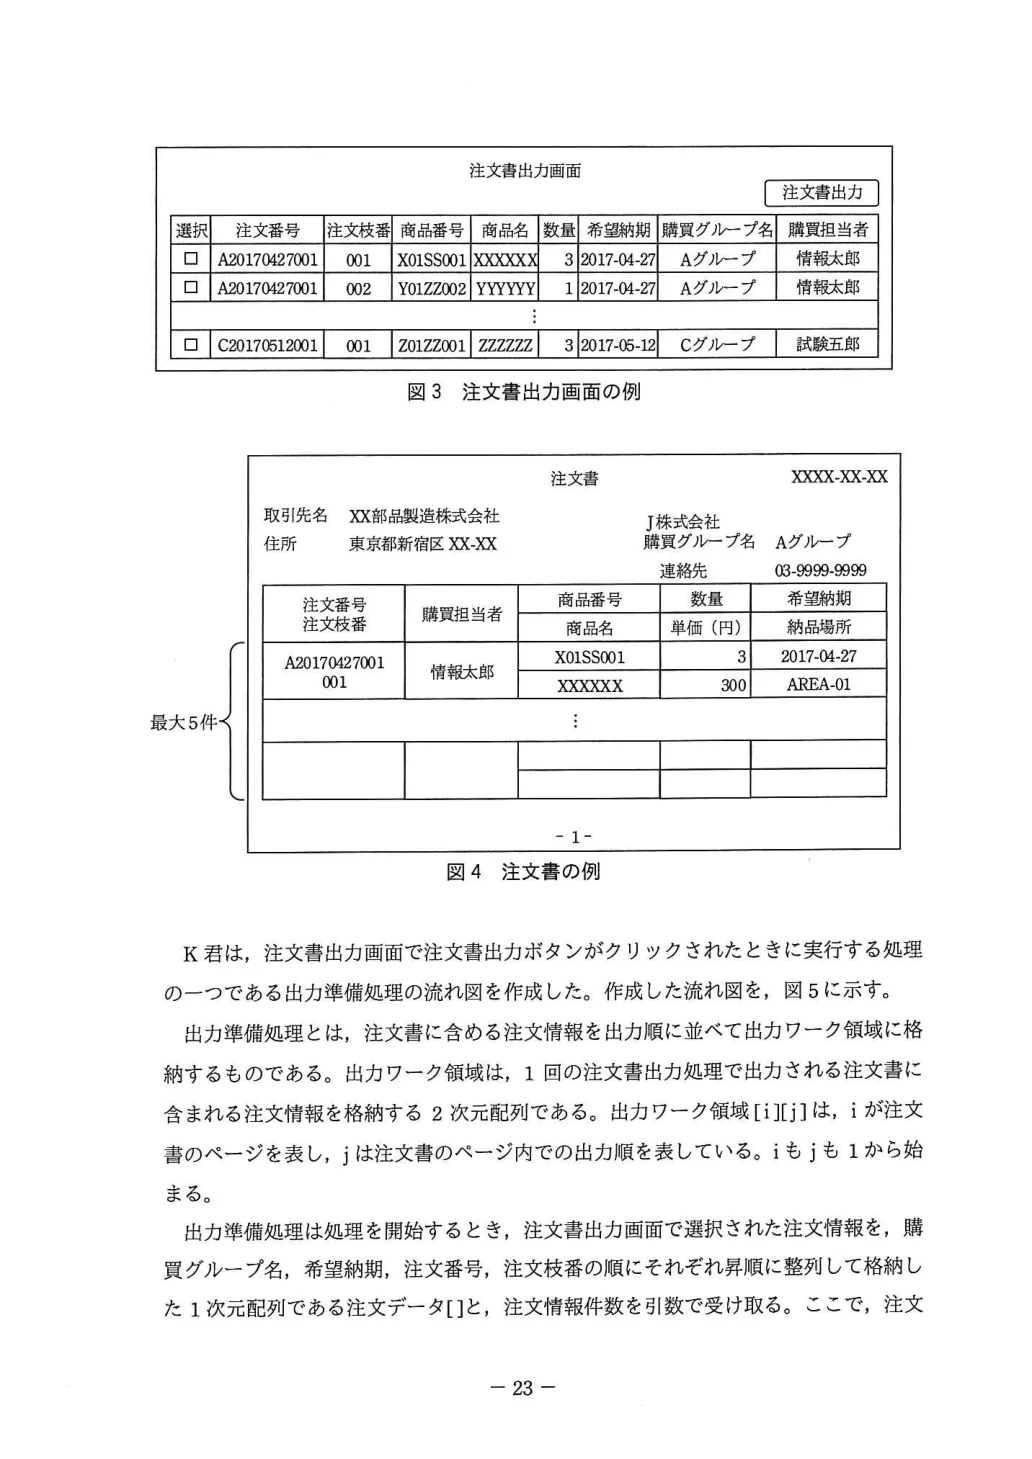 注文書出力画面
注文書出力
選択 注文番号 注文枝番 商品番号 商品名 数量 希望納期 購買グループ名 購買担当者
□ A20170427001 001 X01SS001 XXXXXX 3 2017-04-27 Aグループ 情報太郎
□ A20170427001 002 Y01ZZ002 YYYYYY 1 2017-04-27 Aグループ 情報太郎
⋮
□ C20170512001 001 Z01ZZ001 ZZZZZZ 3 2017-05-12 Cグループ 試験五郎
図3 注文書出力画面の例
注文書 XXXX-XX-XX
取引先名 XX部品製造株式会社
住所 東京都新宿区 XX-XX
J株式会社
購買グループ名 Aグループ
連絡先 03-9999-9999
注文番号
注文枝番
購買担当者
商品番号 数量 希望納期
商品名 単価（円） 納品場所
A20170427001
001
情報太郎
X01SS001 3 2017-04-27
XXXXXX 300 AREA-01
⋮
最大5件
- 1 -
図4 注文書の例
K 君は，注文書出力画面で注文書出力ボタンがクリックされたときに実行する処理
の一つである出力準備処理の流れ図を作成した。作成した流れ図を，図5に示す。
出力準備処理とは，注文書に含める注文情報を出力順に並べて出力ワーク領域に格
納するものである。出力ワーク領域は，1 回の注文書出力処理で出力される注文書に
含まれる注文情報を格納する 2 次元配列である。出力ワーク領域[i][j]は，i が注文
書のページを表し，j は注文書のページ内での出力順を表している。i も j も 1 から始
まる。
出力準備処理は処理を開始するとき，注文書出力画面で選択された注文情報を，購
買グループ名，希望納期，注文番号，注文枝番の順にそれぞれ昇順に整列して格納し
た 1 次元配列である注文データ[]と，注文情報件数を引数で受け取る。ここで，注文
－ 23 －